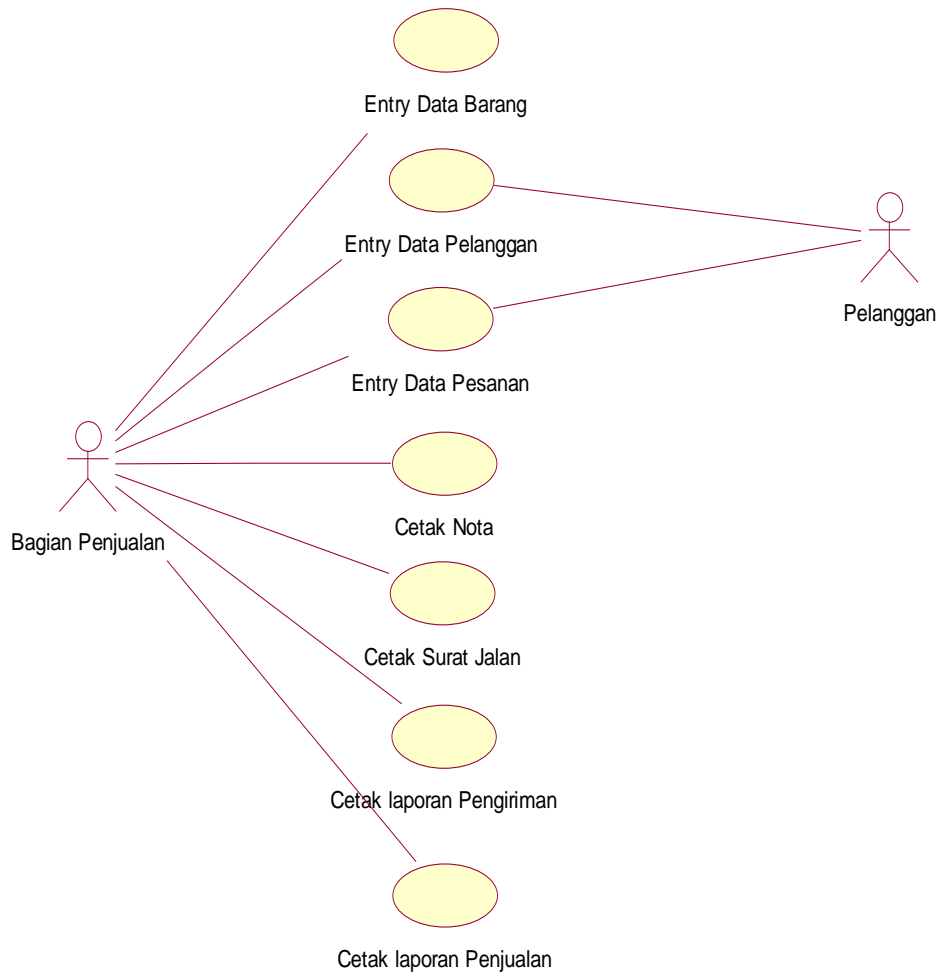 Entry Data Barang
Entry Data Pelanggan
Pelanggan
Entry Data Pesanan
Cetak Nota
Bagian Penjualan
Cetak Surat Jalan
Cetak laporan Pengiriman
Cetak laporan Penjualan